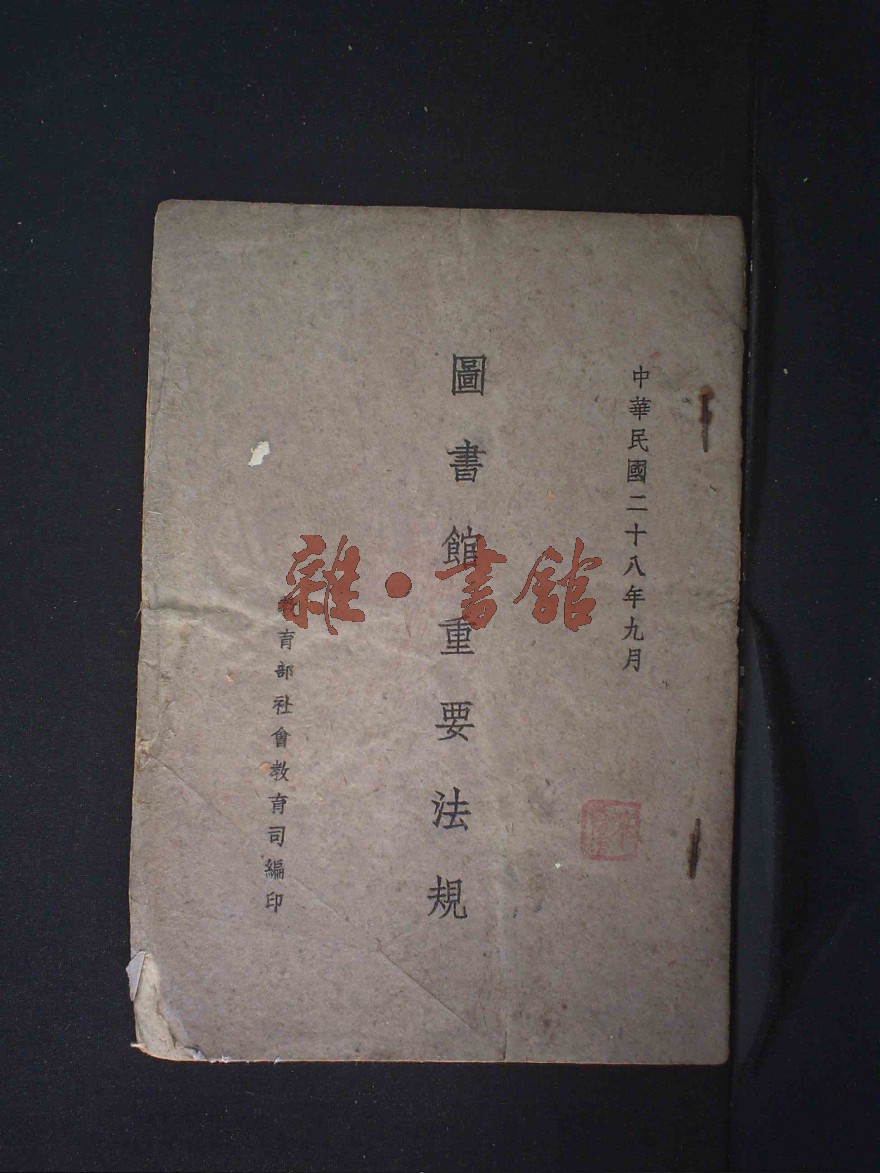 中華民國二十八年九月
圖書館重要法規
教育部社會教育司編印
雜·書館